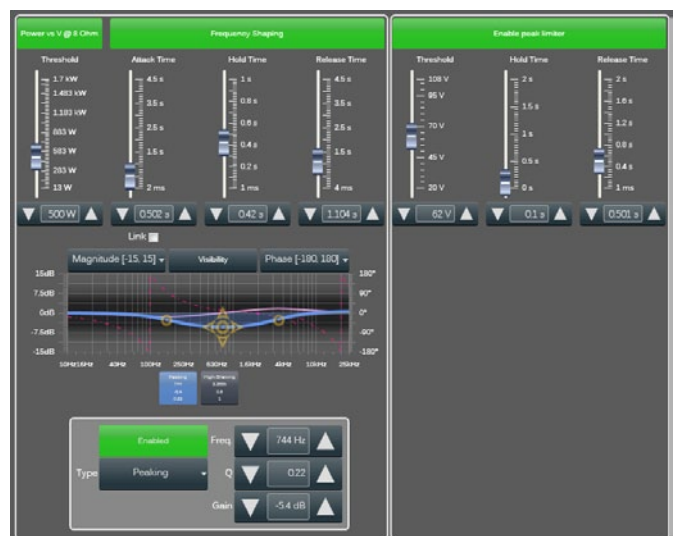 Power vs V @ 8 Ohm
Frequency Shaping
Enable peak limiter
Threshold Attack Time Hold Time Release Time
Threshold Hold Time Release Time
1.7 kW
1.483 kW
1.183 kW
883 W
583 W
283 W
13 W
4.5 s
3.5 s
2.5 s
1.5 s
2 ms
1 s
0.8 s
0.6 s
0.4 s
0.2 s
1 ms
4.5 s
3.5 s
2.5 s
1.5 s
4 ms
108 V
95 V
70 V
45 V
20 V
2 s
1.5 s
1 s
0.5 s
0 s
2 s
1.6 s
1.2 s
0.8 s
0.4 s
1 ms
500 W
0.502 s
0.42 s
1.104 s
62 V
0.1 s
0.501 s
Link
Magnitude [-15, 15]
Visibility
Phase [-180, 180]
15dB
7.5dB
0dB
-7.5dB
-15dB
180°
90°
0°
-90°
-180°
10Hz 16Hz 40Hz 100Hz 250Hz 630Hz 1.6kHz 4kHz 10kHz 25kHz
Enabled
Type Peaking
Freq. 744 Hz
Q 0.22
Gain -5.4 dB